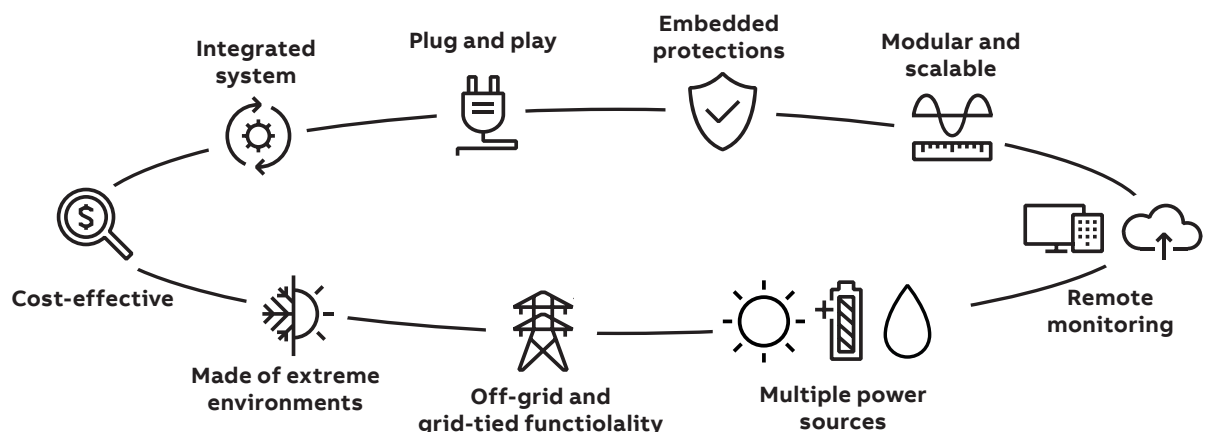 Integrated
system
Plug and play
Embedded
protections
Modular and
scalable
$
Cost-effective
Remote
monitoring
Made of extreme
environments
Off-grid and
grid-tied functiolality
Multiple power
sources